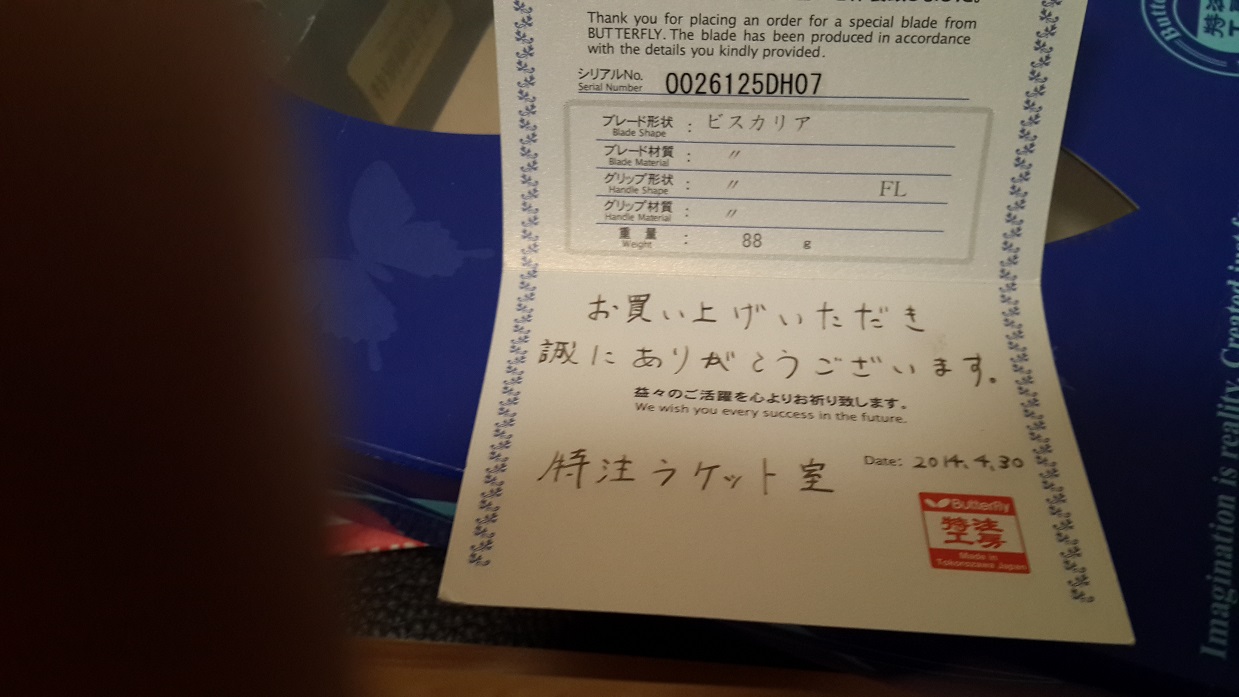 Thank you for placing an order for a special blade from
BUTTERFLY. The blade has been produced in accordance
with the details you kindly provided.
シリアルNo.
Serial Number
0026125DH07
ブレード形状 : ビスカリア
Blade Shape
ブレード材質 : 〃
Blade Material
グリップ形状 : 〃 FL
Handle Shape
グリップ材質 : 〃
Handle Material
重量 : 88 g
Weight
お買い上げいただき
誠にありがとうございます。
益々のご活躍を心よりお祈り致します。
We wish you every success in the future.
特注ラケット室
Date: 2014.4.30
Butterfly
特注
工房
Made in
Tokorozawa Japan
Imagination is reality. Created